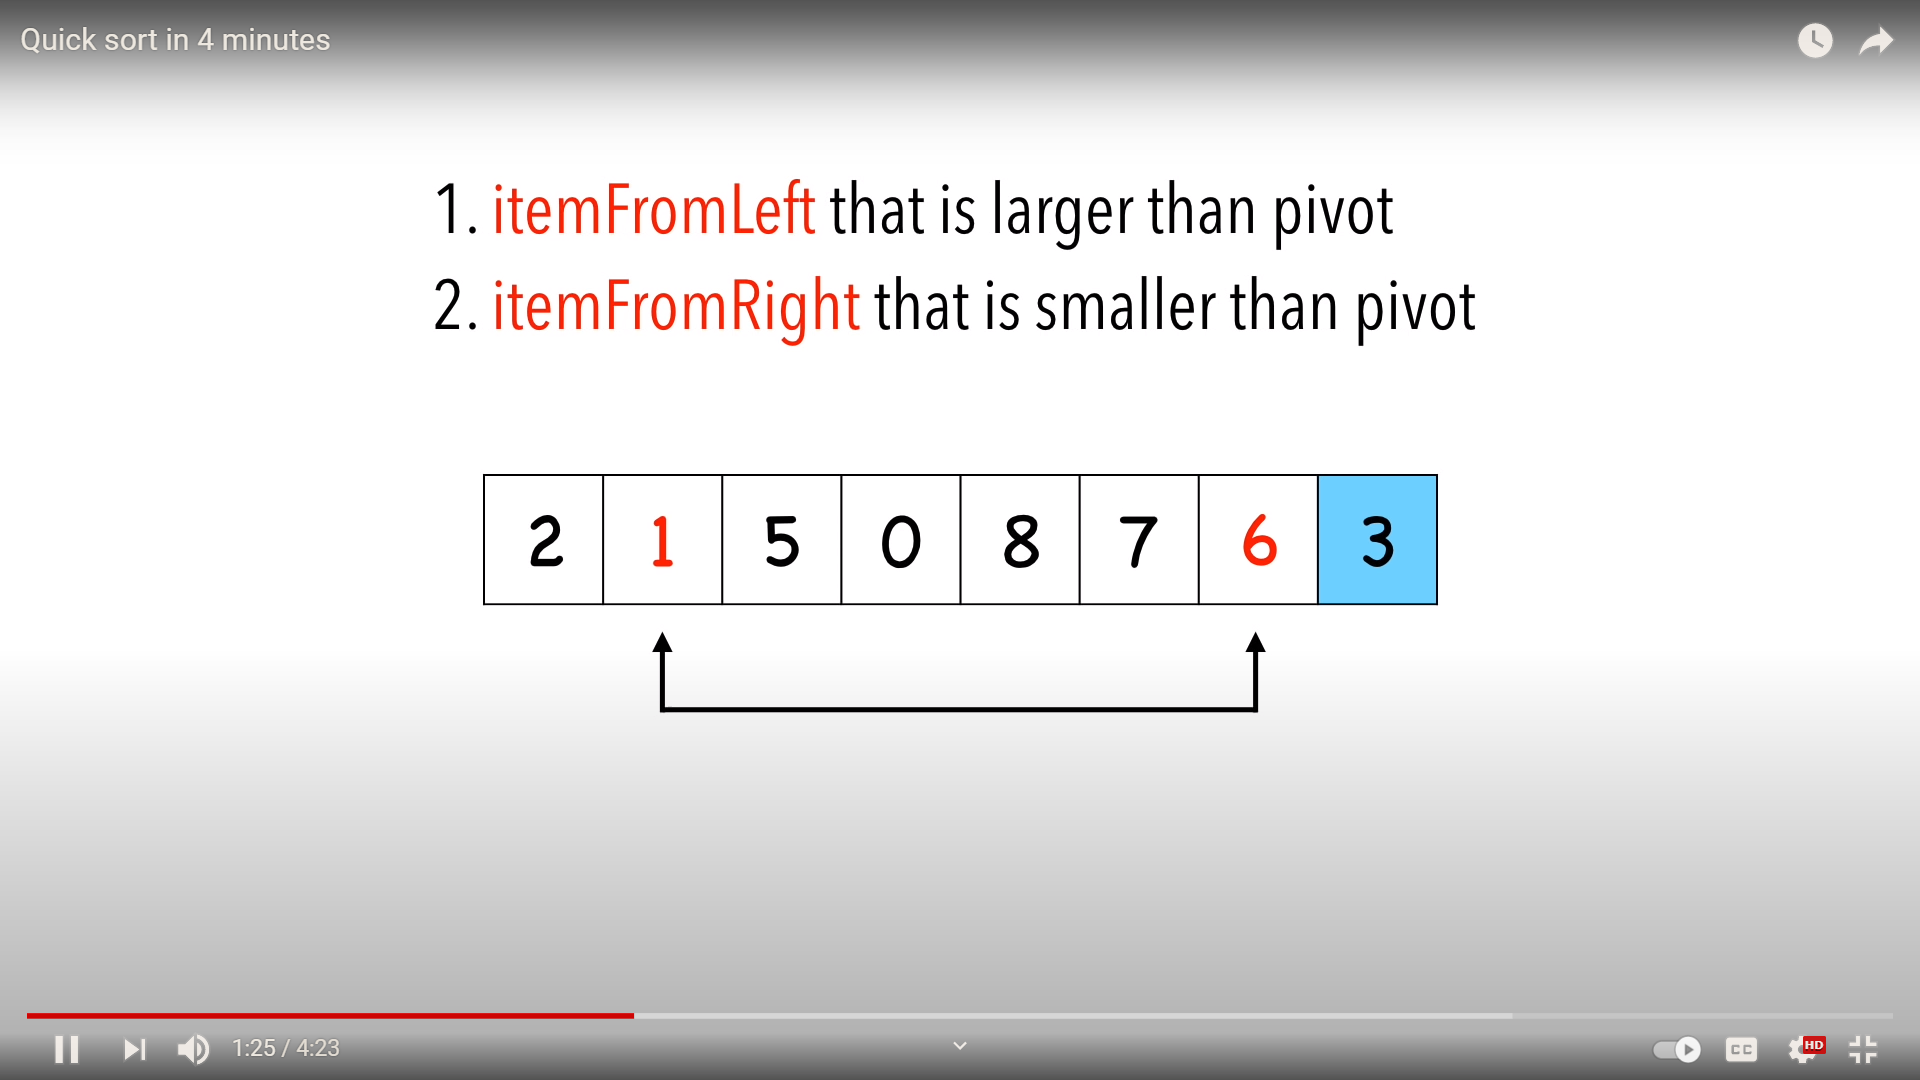 Quick sort in 4 minutes
1. itemFromLeft that is larger than pivot
2. itemFromRight that is smaller than pivot
2 1 5 0 8 7 6 3
1:25 / 4:23
CC
HD